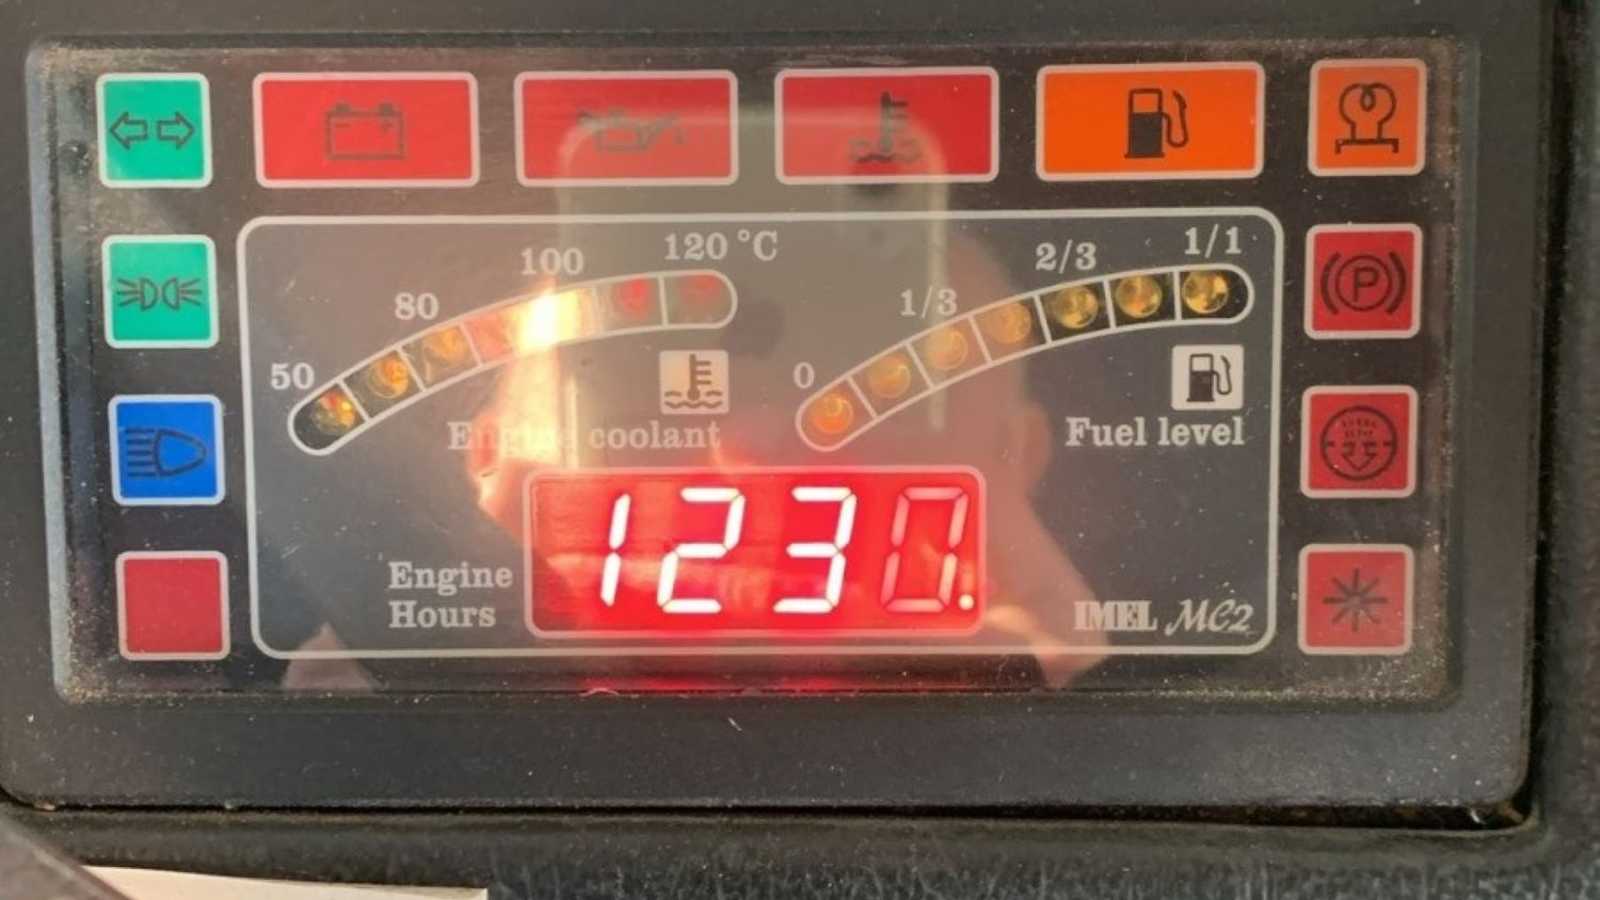 50
80
100
120 °C
Engine coolant
0
1/3
2/3
1/1
Fuel level
P
Engine
Hours
1230.
IMEL MC2